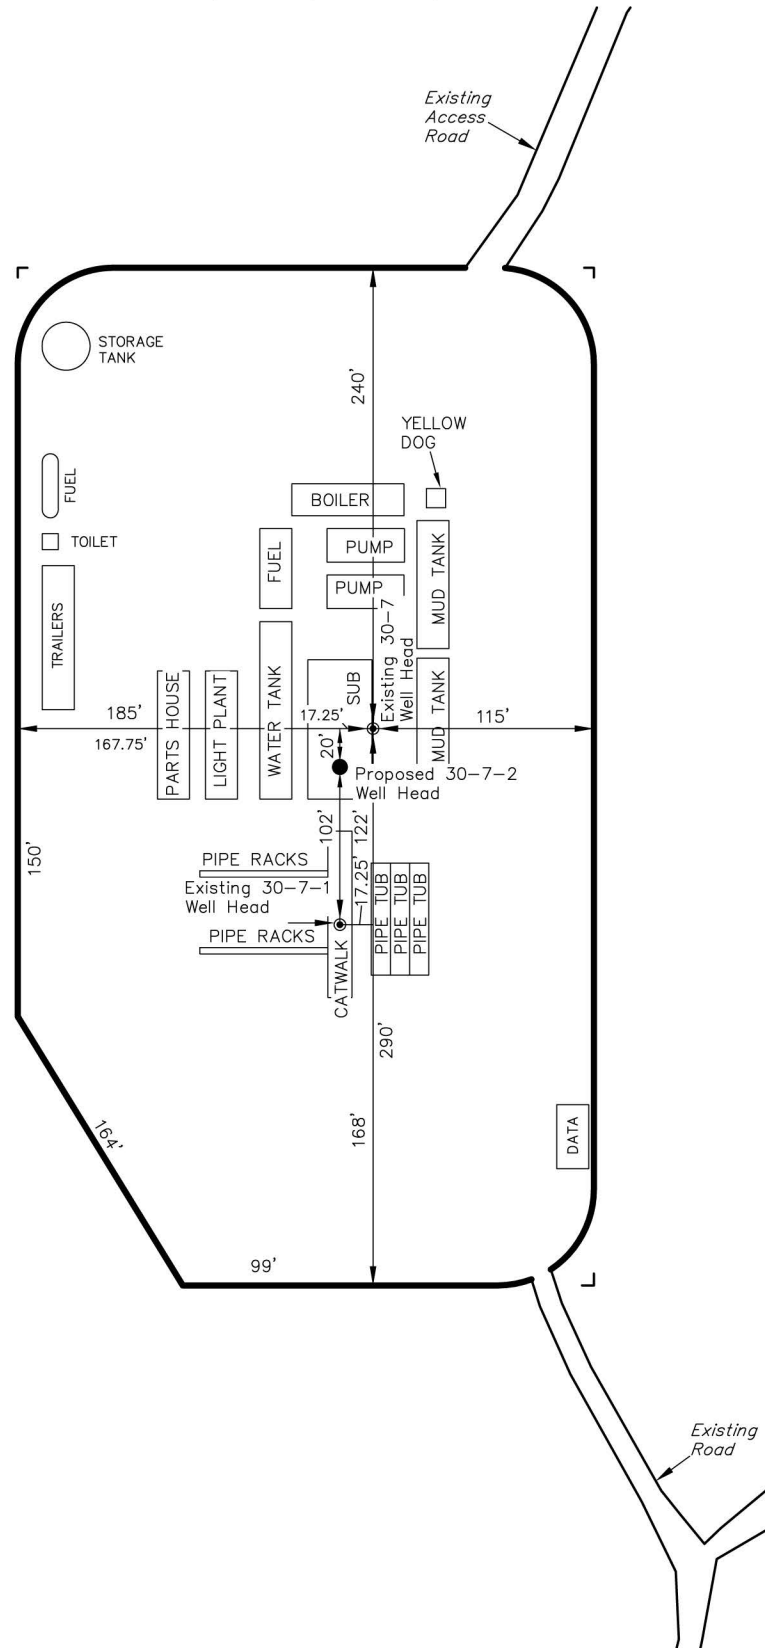 Existing
Access
Road
STORAGE
TANK
240'
YELLOW
DOG
FUEL
BOILER
TOILET
FUEL
PUMP
MUD TANK
PUMP
TRAILERS
Existing 30-7
Well Head
SUB
PARTS HOUSE
LIGHT PLANT
WATER TANK
MUD TANK
185'
17.25'
115'
167.75'
20'
Proposed 30-7-2
Well Head
102'
122'
150'
PIPE RACKS
17.25'
PIPE TUB
PIPE TUB
PIPE TUB
Existing 30-7-1
Well Head
PIPE RACKS
CATWALK
290'
164'
168'
DATA
99'
Existing
Road